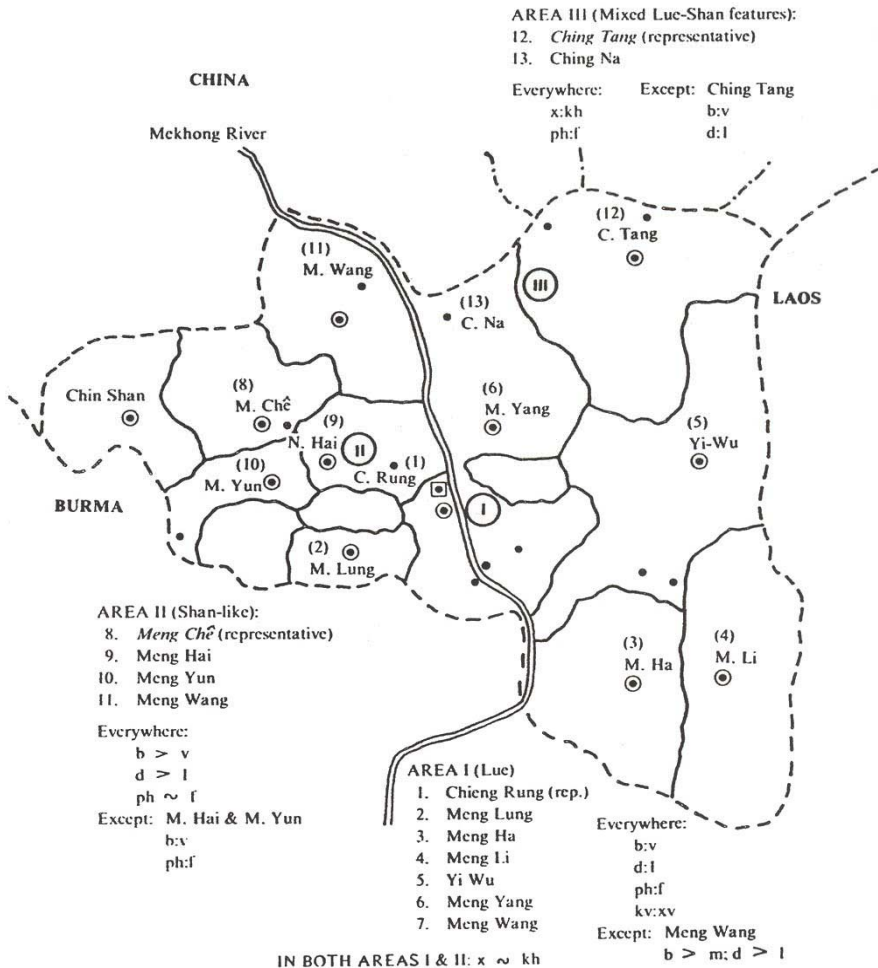 AREA III (Mixed Lue-Shan features):
12. Ching Tang (representative)
13. Ching Na
Everywhere:
x:kh
ph:f
Except: Ching Tang
b:v
d:l
CHINA
Mekhong River
(12)
C. Tang
(11)
M. Wang
III
LAOS
(13)
C. Na
Chin Shan
(8)
M. Chê
(6)
M. Yang
(9)
N. Hai
II
(5)
Yi-Wu
(10)
M. Yun
(1)
C. Rung
BURMA
I
(2)
M. Lung
(3)
M. Ha
(4)
M. Li
AREA II (Shan-like):
8. Meng Chê (representative)
9. Meng Hai
10. Meng Yun
11. Meng Wang
Everywhere:
b > v
d > l
ph ~ f
Except: M. Hai & M. Yun
b:v
ph:f
AREA I (Lue)
1. Chieng Rung (rep.)
2. Meng Lung
3. Meng Ha
4. Meng Li
5. Yi Wu
6. Meng Yang
7. Meng Wang
Everywhere:
b:v
d:l
ph:f
kv:xv
Except: Meng Wang
b > m; d > l
IN BOTH AREAS I & II: x ~ kh